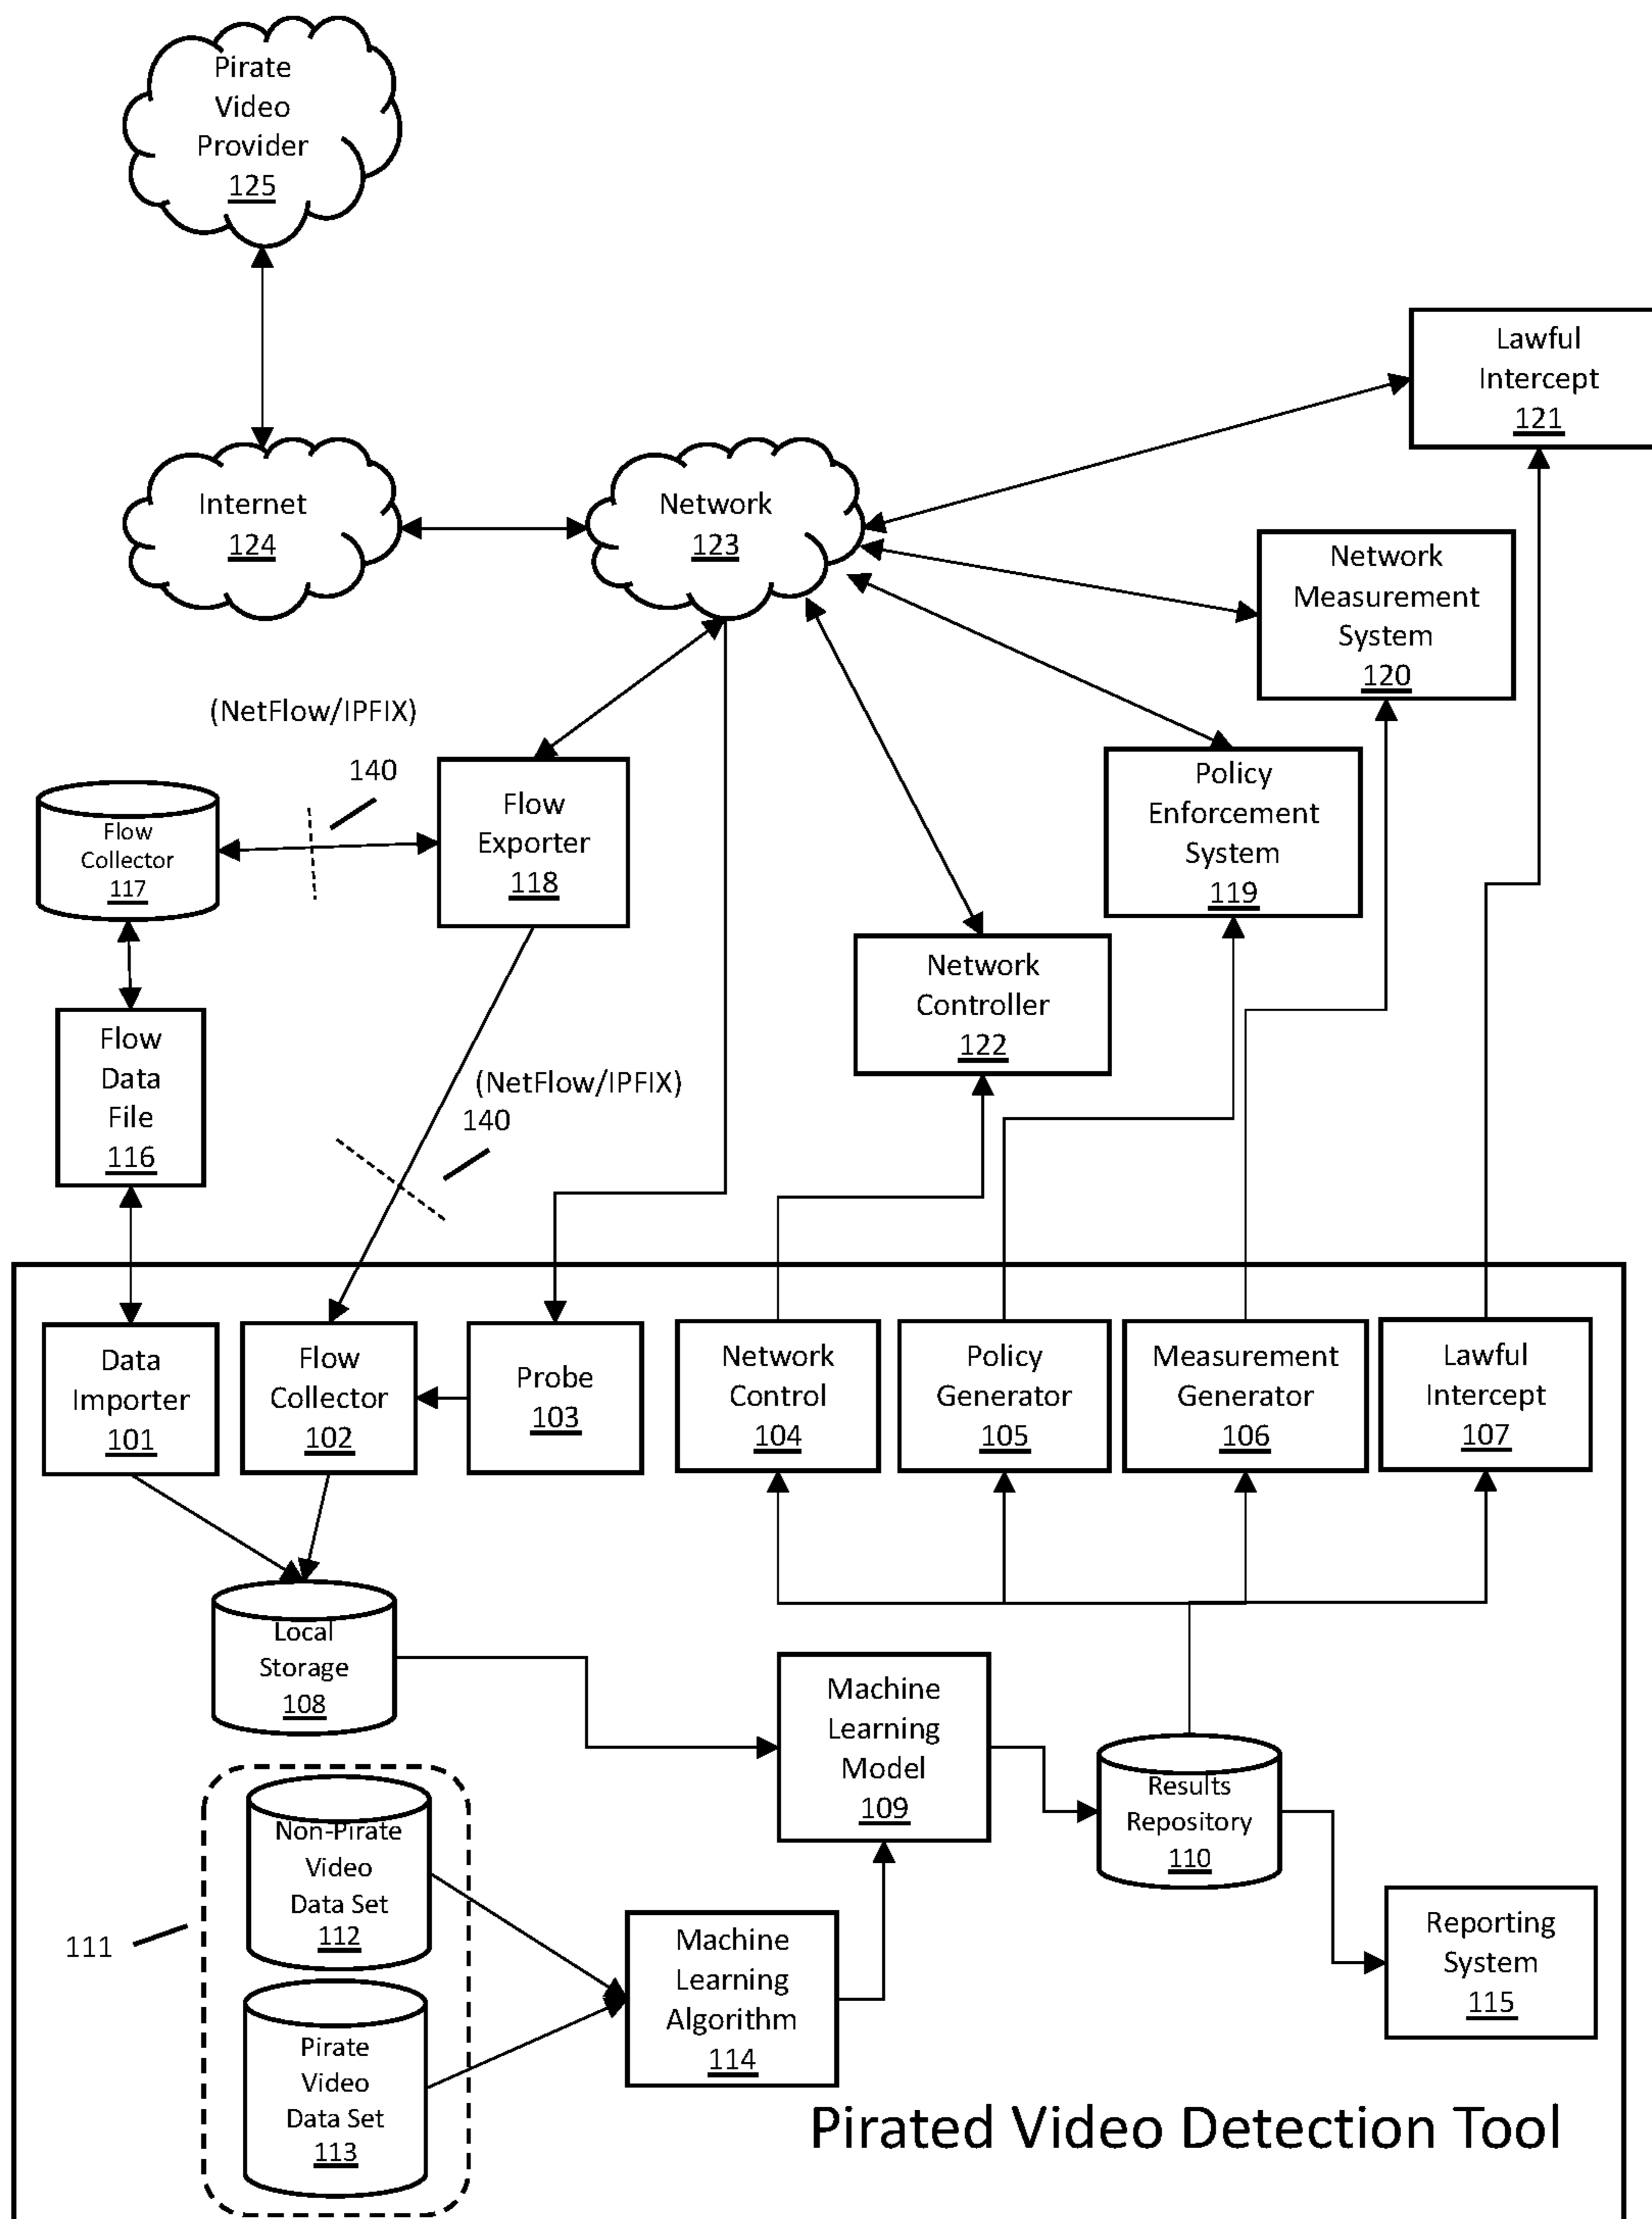 Pirate
Video
Provider
125
Lawful
Intercept
121
Internet
124
Network
123
Network
Measurement
System
120
(NetFlow/IPFIX)
140
Flow
Collector
117
Flow
Exporter
118
Policy
Enforcement
System
119
Network
Controller
122
Flow
Data
File
116
(NetFlow/IPFIX)
140
Data
Importer
101
Flow
Collector
102
Probe
103
Network
Control
104
Policy
Generator
105
Measurement
Generator
106
Lawful
Intercept
107
Local
Storage
108
Machine
Learning
Model
109
Results
Repository
110
Non-Pirate
Video
Data Set
112
111
Pirate
Video
Data Set
113
Machine
Learning
Algorithm
114
Reporting
System
115
Pirated Video Detection Tool